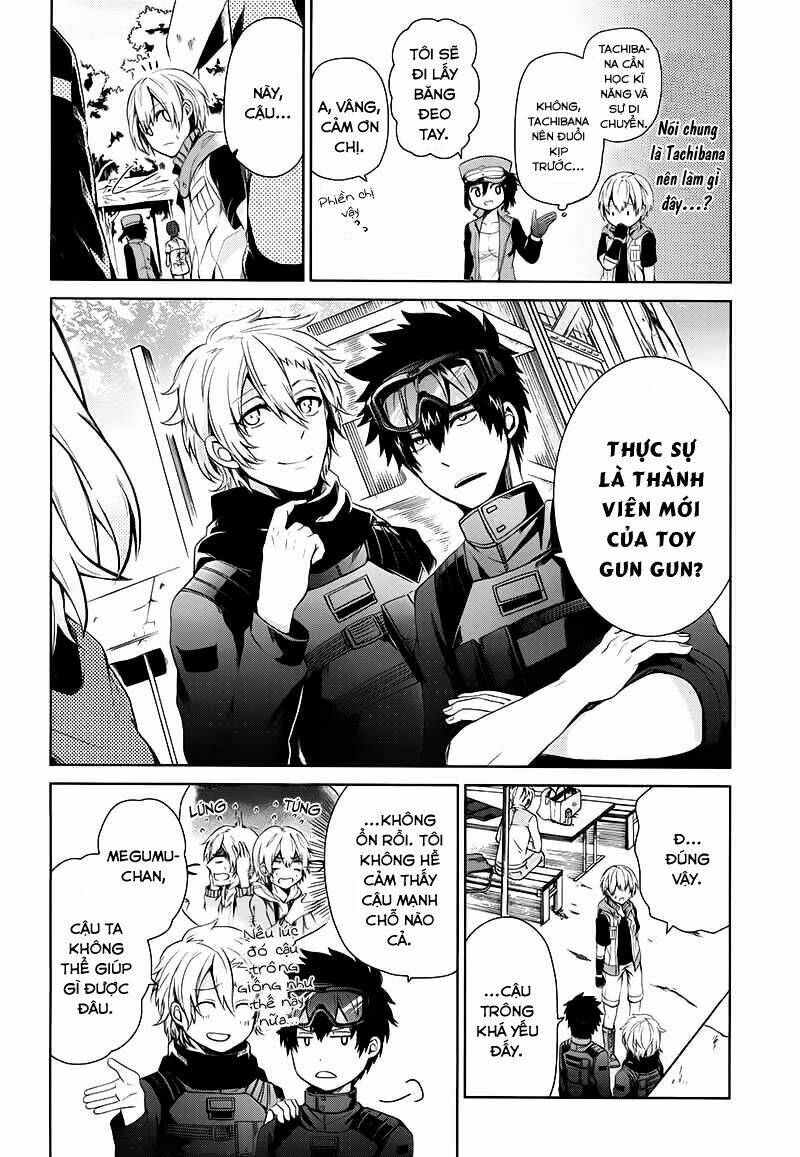 Nói chung
là Tachibana
nên làm gì
đây...?
TACHIBA-
NA CẦN
HỌC KĨ
NĂNG VÀ
SỰ DI
CHUYỂN.
KHÔNG,
TACHIBANA
NÊN ĐUỔI
KỊP
TRƯỚC...
TÔI SẼ
ĐI LẤY
BĂNG
ĐEO
TAY.
A, VÂNG,
CẢM ƠN
CHỊ.
Phiền chị
vậy
NÀY,
CẬU...
THỰC SỰ
LÀ THÀNH
VIÊN MỚI
CỦA TOY
GUN GUN?
Đ...
ĐÚNG
VẬY.
...CẬU
TRÔNG
KHÁ YẾU
ĐẤY.
...KHÔNG
ỔN RỒI. TÔI
KHÔNG HỀ
CẢM THẤY
CẬU MẠNH
CHỖ NÀO
CẢ.
LÚNG
TÚNG
Nếu lúc
đó cậu
trông
giống như
thế này
nữa...
MEGUMU-
CHAN,
CẬU TA
KHÔNG
THỂ GIÚP
GÌ ĐƯỢC
ĐÂU.